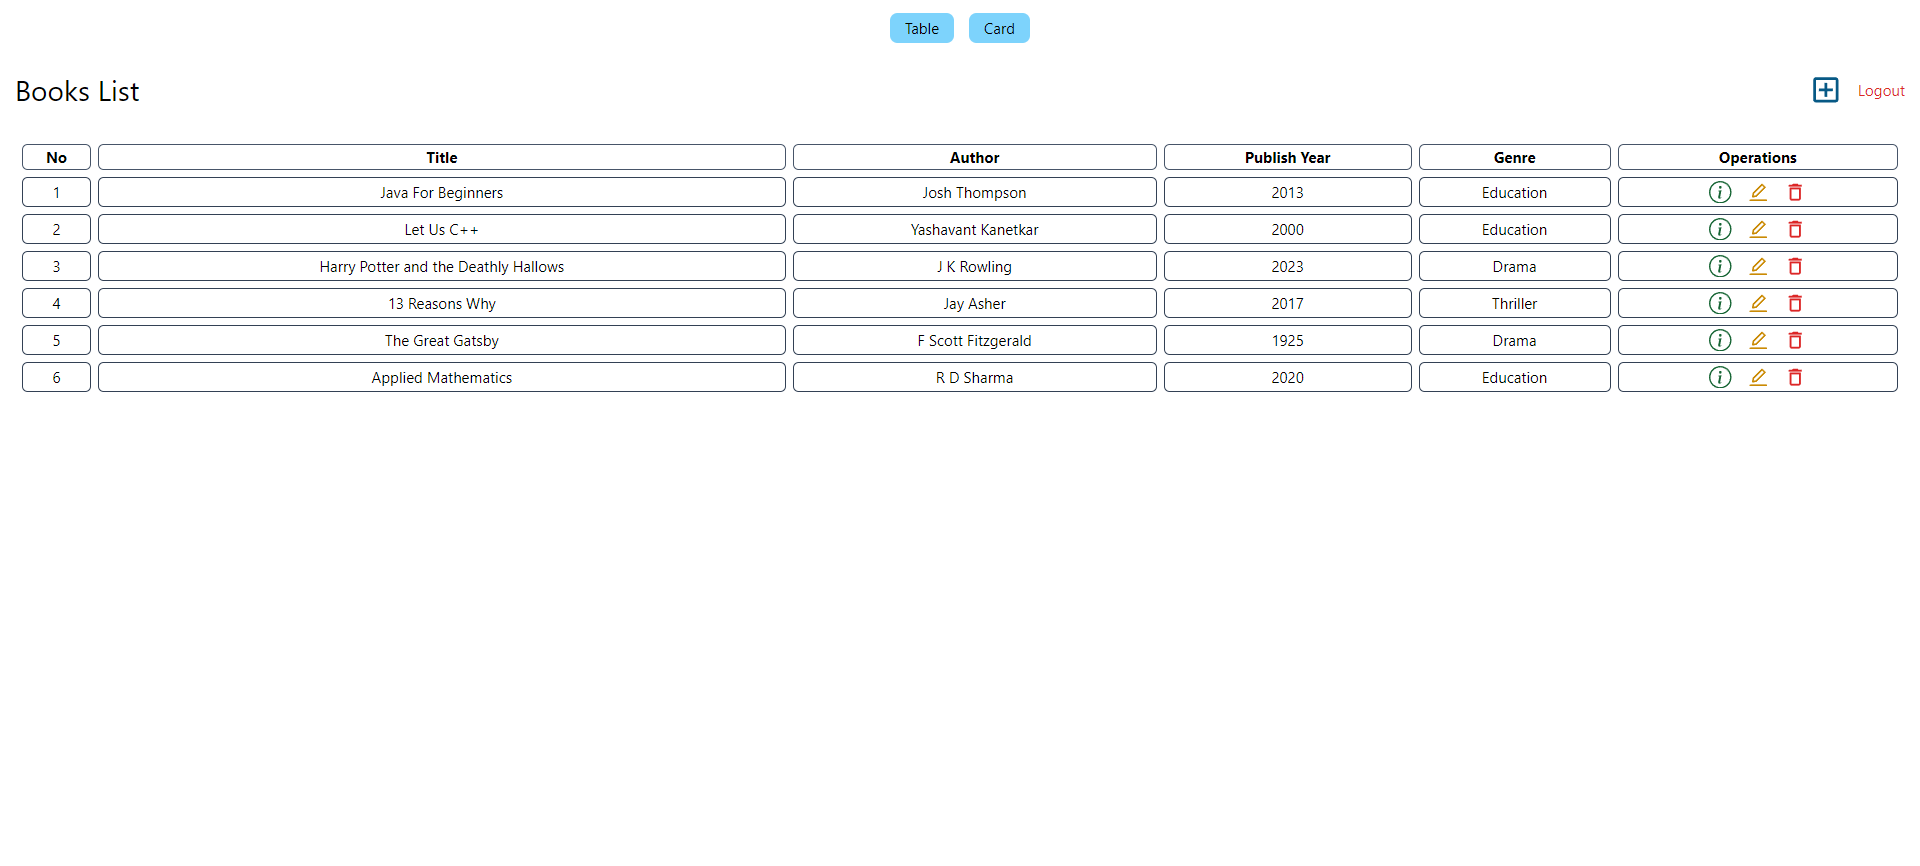 Table Card
Books List Logout
No Title Author Publish Year Genre Operations
1 Java For Beginners Josh Thompson 2013 Education
2 Let Us C++ Yashavant Kanetkar 2000 Education
3 Harry Potter and the Deathly Hallows J K Rowling 2023 Drama
4 13 Reasons Why Jay Asher 2017 Thriller
5 The Great Gatsby F Scott Fitzgerald 1925 Drama
6 Applied Mathematics R D Sharma 2020 Education